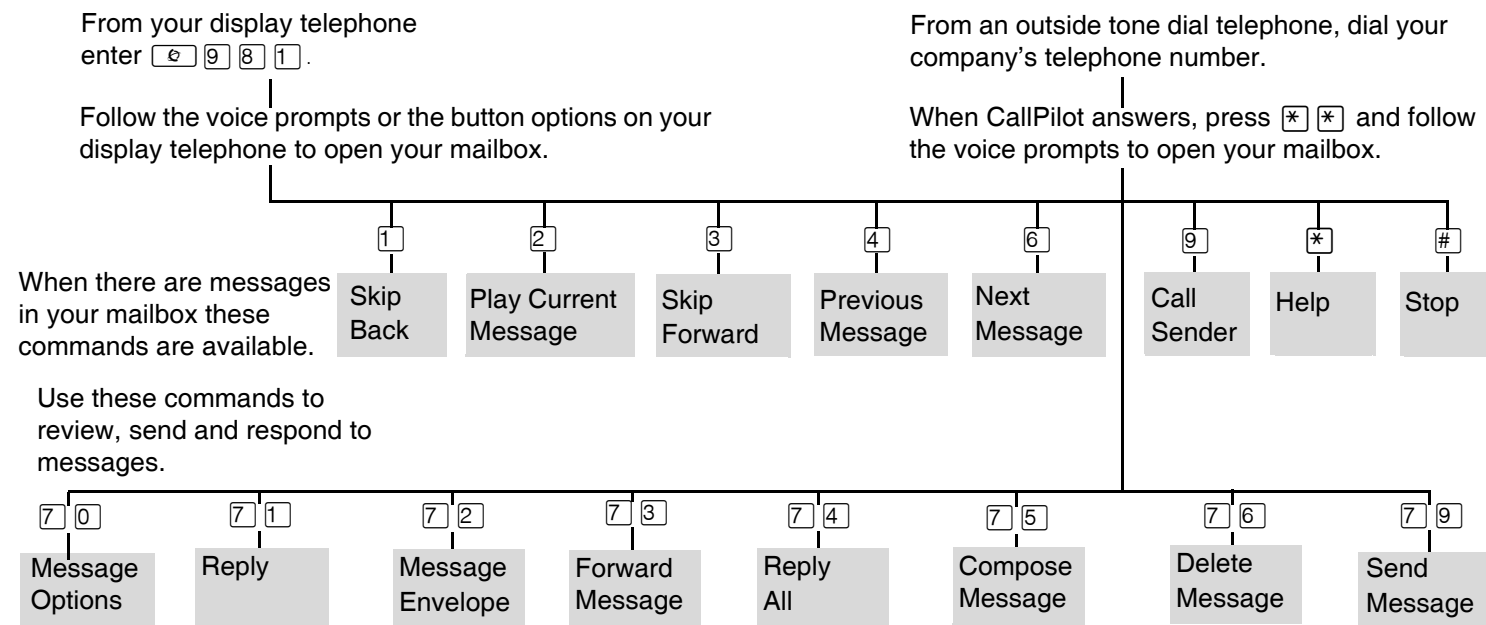 From your display telephone
enter 9 8 1 .
Follow the voice prompts or the button options on your
display telephone to open your mailbox.
From an outside tone dial telephone, dial your
company's telephone number.
When CallPilot answers, press * * and follow
the voice prompts to open your mailbox.
When there are messages
in your mailbox these
commands are available.
1
Skip
Back
2
Play Current
Message
3
Skip
Forward
4
Previous
Message
6
Next
Message
9
Call
Sender
*
Help
#
Stop
Use these commands to
review, send and respond to
messages.
7 0
Message
Options
7 1
Reply
7 2
Message
Envelope
7 3
Forward
Message
7 4
Reply
All
7 5
Compose
Message
7 6
Delete
Message
7 9
Send
Message